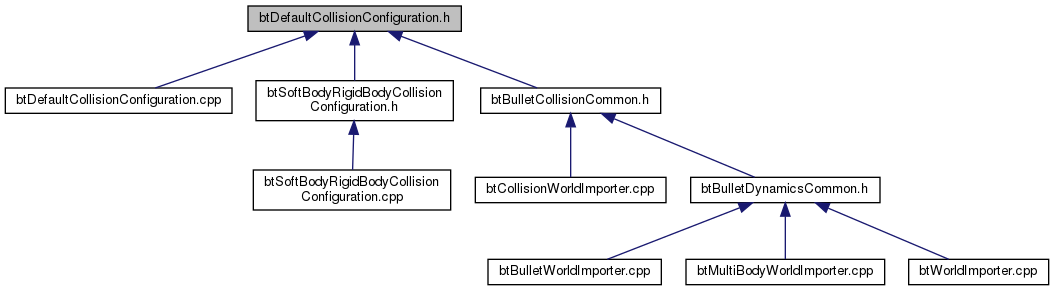 btDefaultCollisionConfiguration.h
btDefaultCollisionConfiguration.cpp
btSoftBodyRigidBodyCollision
Configuration.h
btBulletCollisionCommon.h
btSoftBodyRigidBodyCollision
Configuration.cpp
btCollisionWorldImporter.cpp
btBulletDynamicsCommon.h
btBulletWorldImporter.cpp
btMultiBodyWorldImporter.cpp
btWorldImporter.cpp